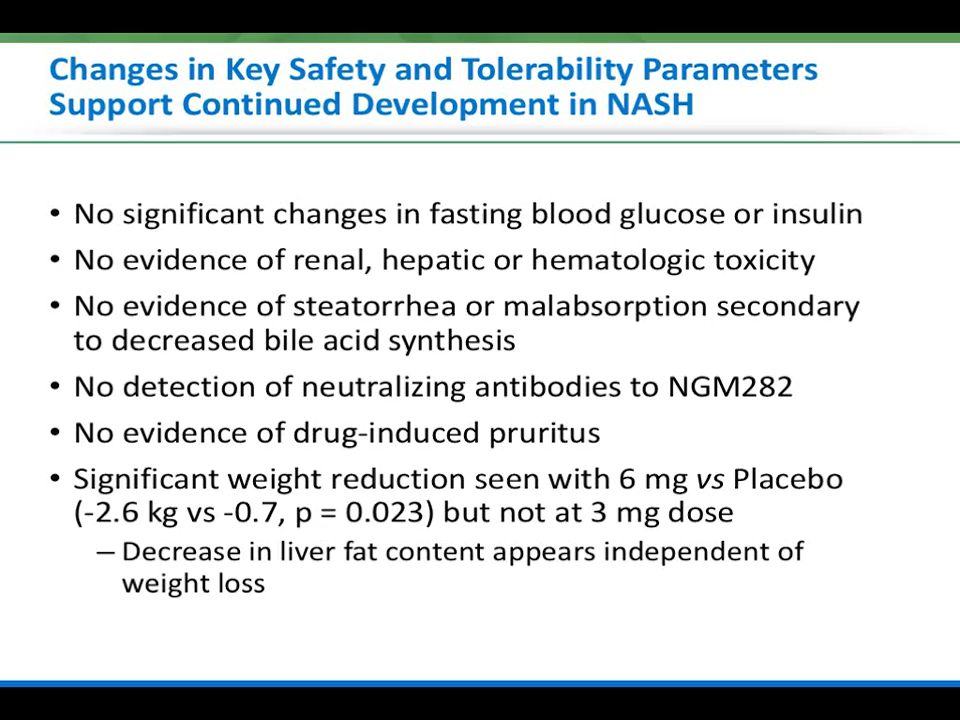 Changes in Key Safety and Tolerability Parameters
Support Continued Development in NASH
• No significant changes in fasting blood glucose or insulin
• No evidence of renal, hepatic or hematologic toxicity
• No evidence of steatorrhea or malabsorption secondary
to decreased bile acid synthesis
• No detection of neutralizing antibodies to NGM282
• No evidence of drug-induced pruritus
• Significant weight reduction seen with 6 mg vs Placebo
(-2.6 kg vs -0.7, p = 0.023) but not at 3 mg dose
– Decrease in liver fat content appears independent of
weight loss